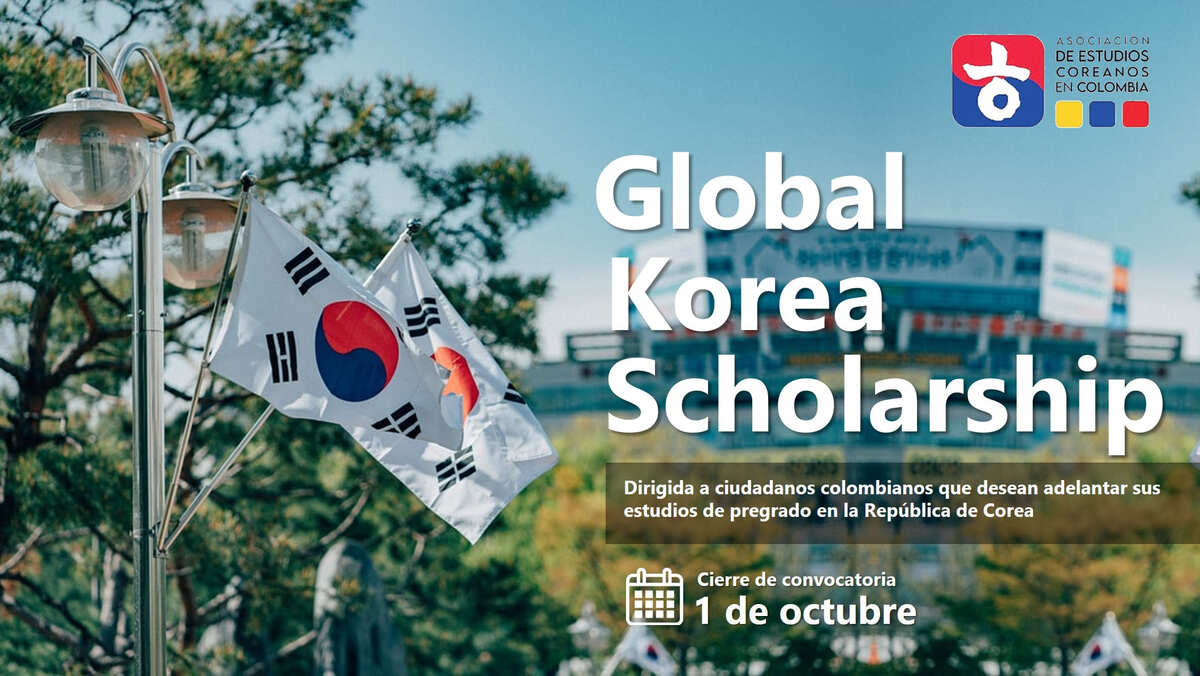 ASOCIACION
DE ESTUDIOS
COREANOS
EN COLOMBIA
Global
Korea
Scholarship
Dirigida a ciudadanos colombianos que desean adelantar sus
estudios de pregrado en la República de Corea
Cierre de convocatoria
1 de octubre